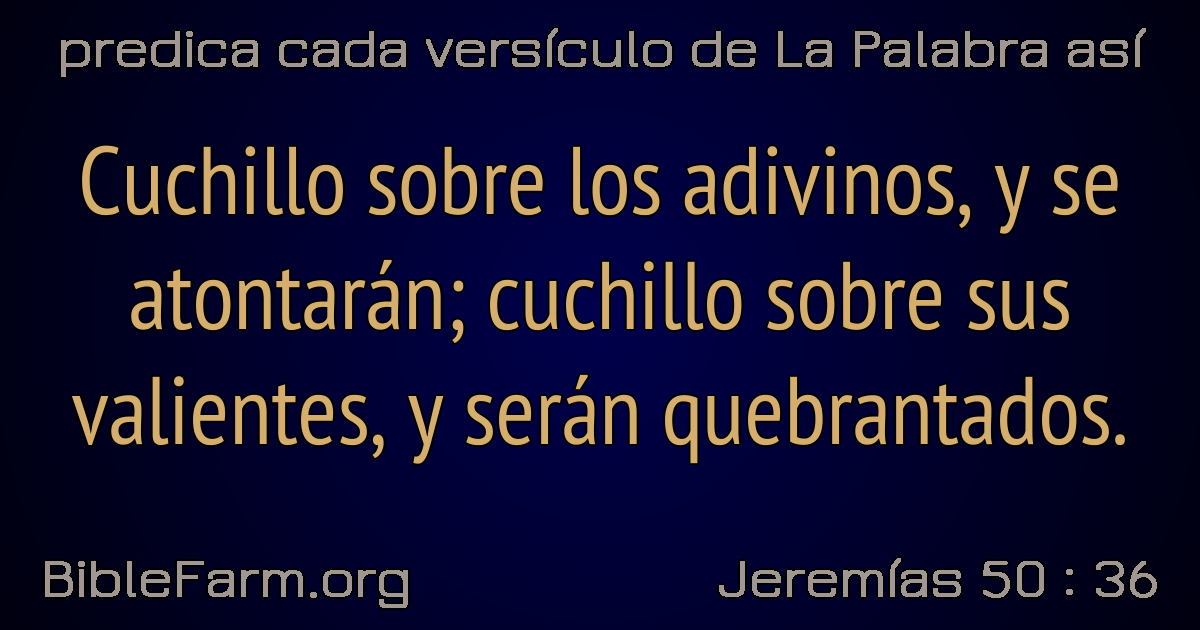 predica cada versículo de La Palabra así
Cuchillo sobre los adivinos, y se
atontarán; cuchillo sobre sus
valientes, y serán quebrantados.
BibleFarm.org
Jeremías 50 : 36